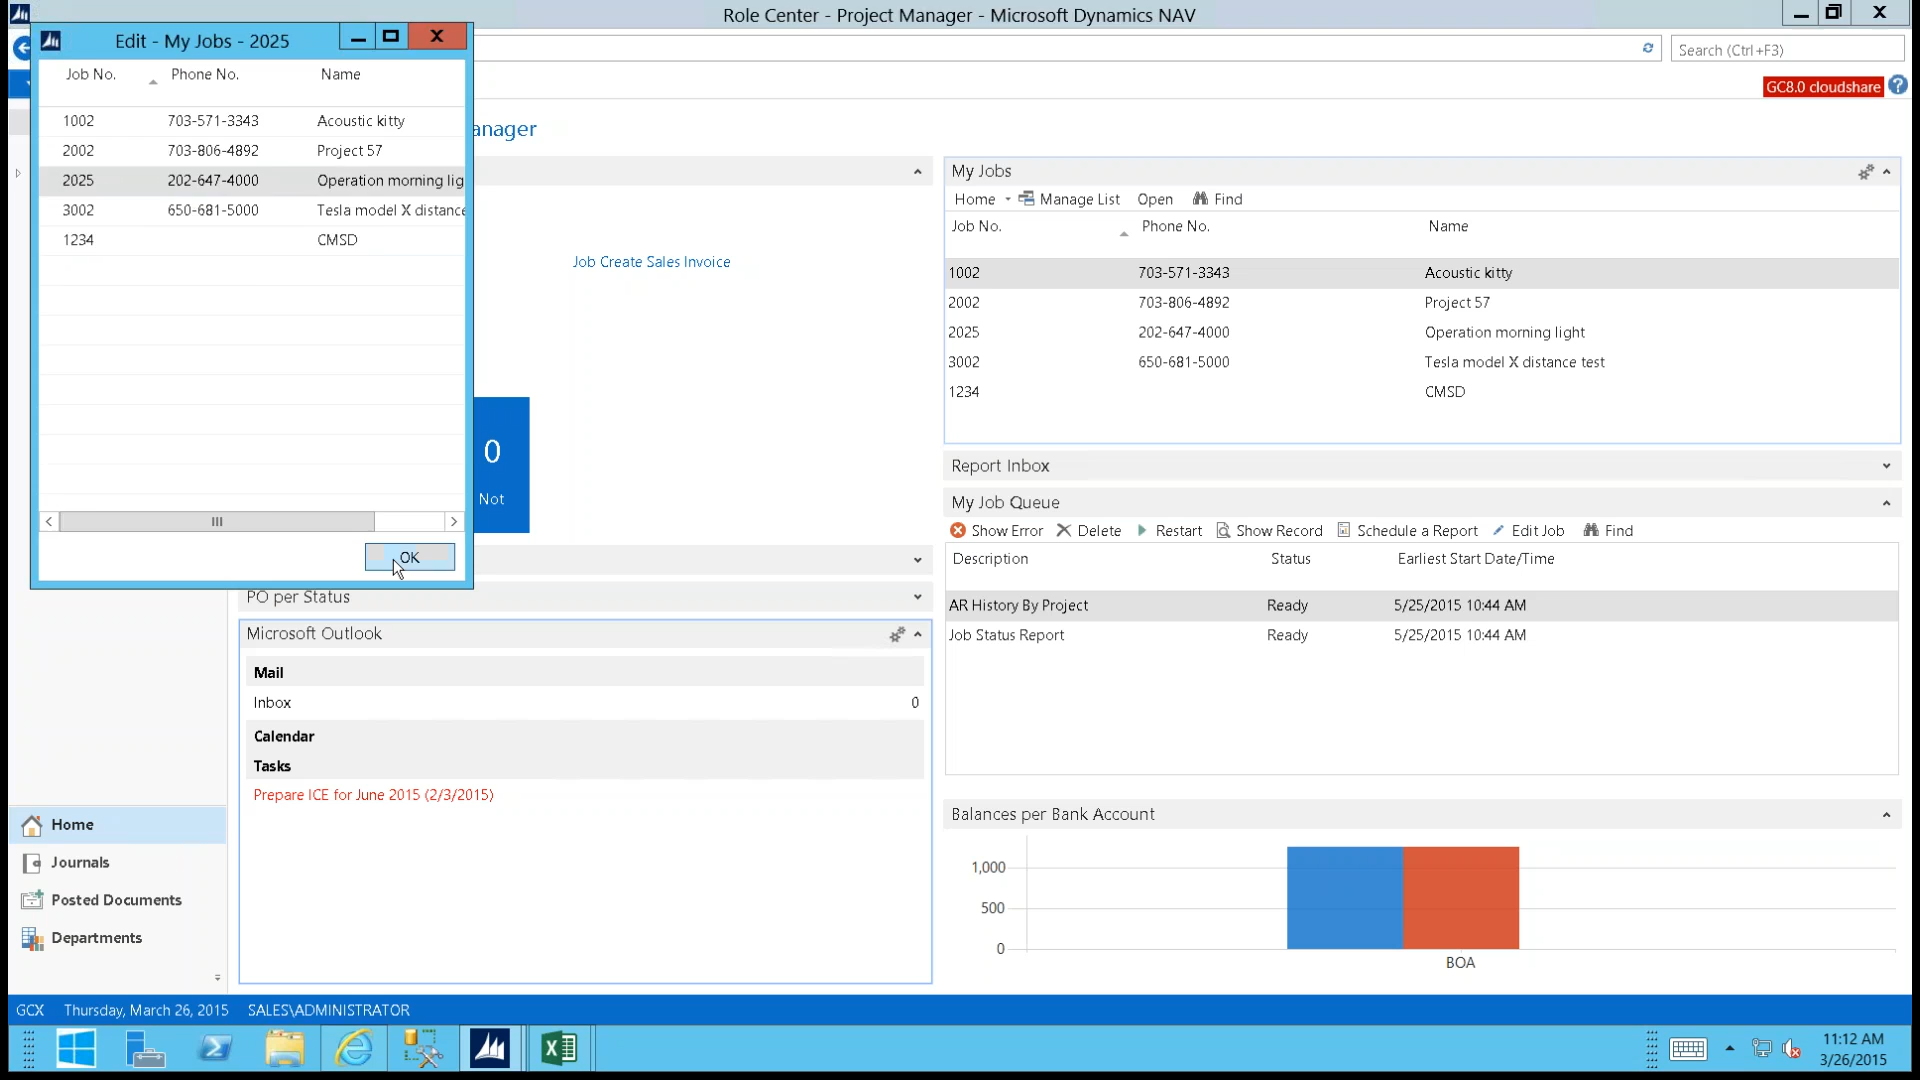 Role Center - Project Manager - Microsoft Dynamics NAV
Search (Ctrl+F3)
GC8.0 cloudshare
Edit - My Jobs - 2025
Job No. Phone No. Name
1002 703-571-3343 Acoustic kitty
2002 703-806-4892 Project 57
2025 202-647-4000 Operation morning lig
3002 650-681-5000 Tesla model X distance
1234 CMSD
OK
anager
Job Create Sales Invoice
0
Not
PO per Status
Microsoft Outlook
Mail
Inbox 0
Calendar
Tasks
Prepare ICE for June 2015 (2/3/2015)
My Jobs
Home Manage List Open Find
Job No. Phone No. Name
1002 703-571-3343 Acoustic kitty
2002 703-806-4892 Project 57
2025 202-647-4000 Operation morning light
3002 650-681-5000 Tesla model X distance test
1234 CMSD
Report Inbox
My Job Queue
Show Error Delete Restart Show Record Schedule a Report Edit Job Find
Description Status Earliest Start Date/Time
AR History By Project Ready 5/25/2015 10:44 AM
Job Status Report Ready 5/25/2015 10:44 AM
Balances per Bank Account
1,000
500
0
BOA
Home
Journals
Posted Documents
Departments
GCX Thursday, March 26, 2015 SALES\ADMINISTRATOR
11:12 AM
3/26/2015